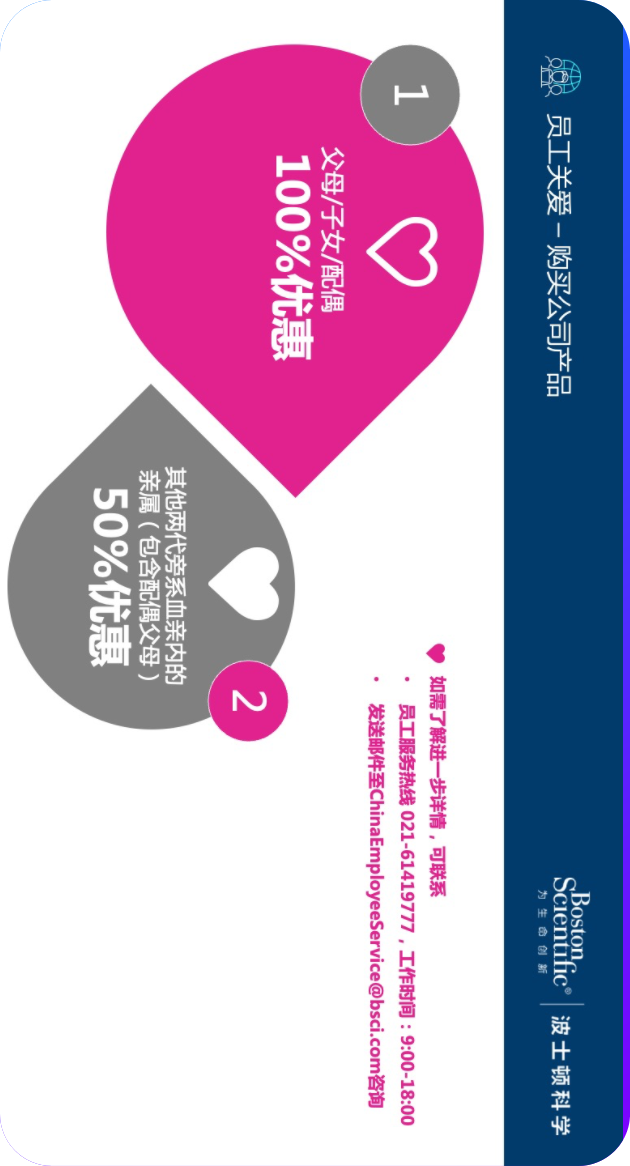 员工关爱 – 购买公司产品
Boston
Scientific®
为生命创新
波士顿科学
1
父母/子女/配偶
100%优惠
其他两代旁系血亲内的
亲属（包含配偶父母）
50%优惠
2
如需了解进一步详情，可联系
• 员工服务热线 021-61419777，工作时间：9:00-18:00
• 发送邮件至ChinaEmployeeService@bsci.com咨询